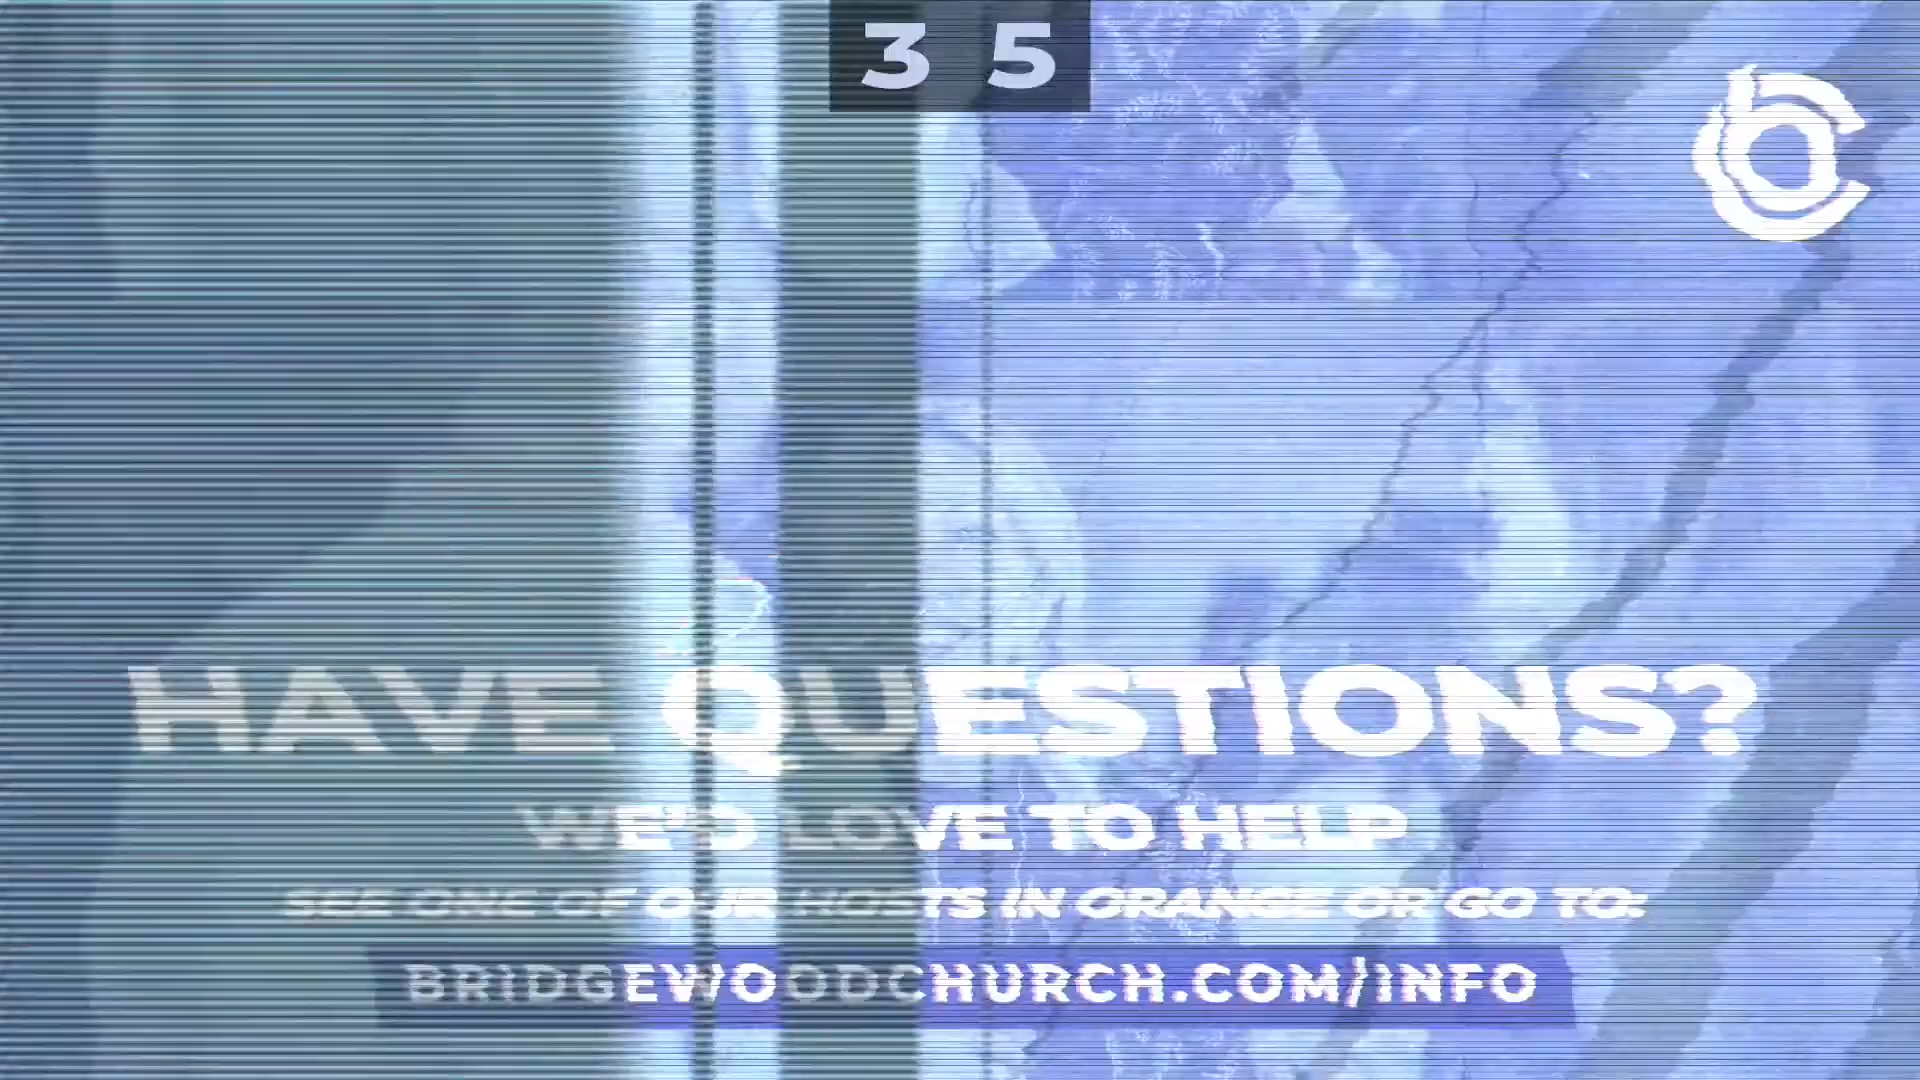 3 5
HAVE QUESTIONS?
WE'D LOVE TO HELP
SEE ONE OF OUR HOSTS IN ORANGE OR GO TO:
BRIDGEWOODCHURCH.COM/INFO